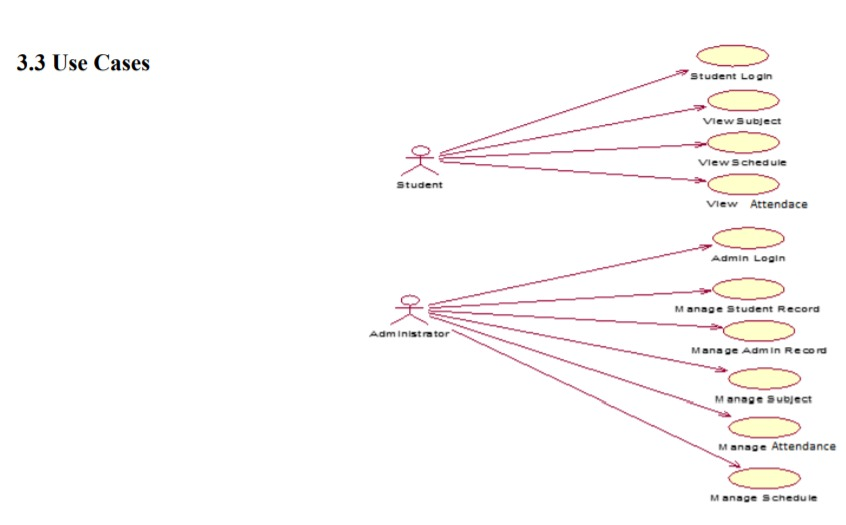 3.3 Use Cases
Student Login
View Subject
View Schedule
Student
View Attendace
Admin Login
Manage Student Record
Administrator
Manage Admin Record
Manage Subject
Manage Attendance
Manage Schedule